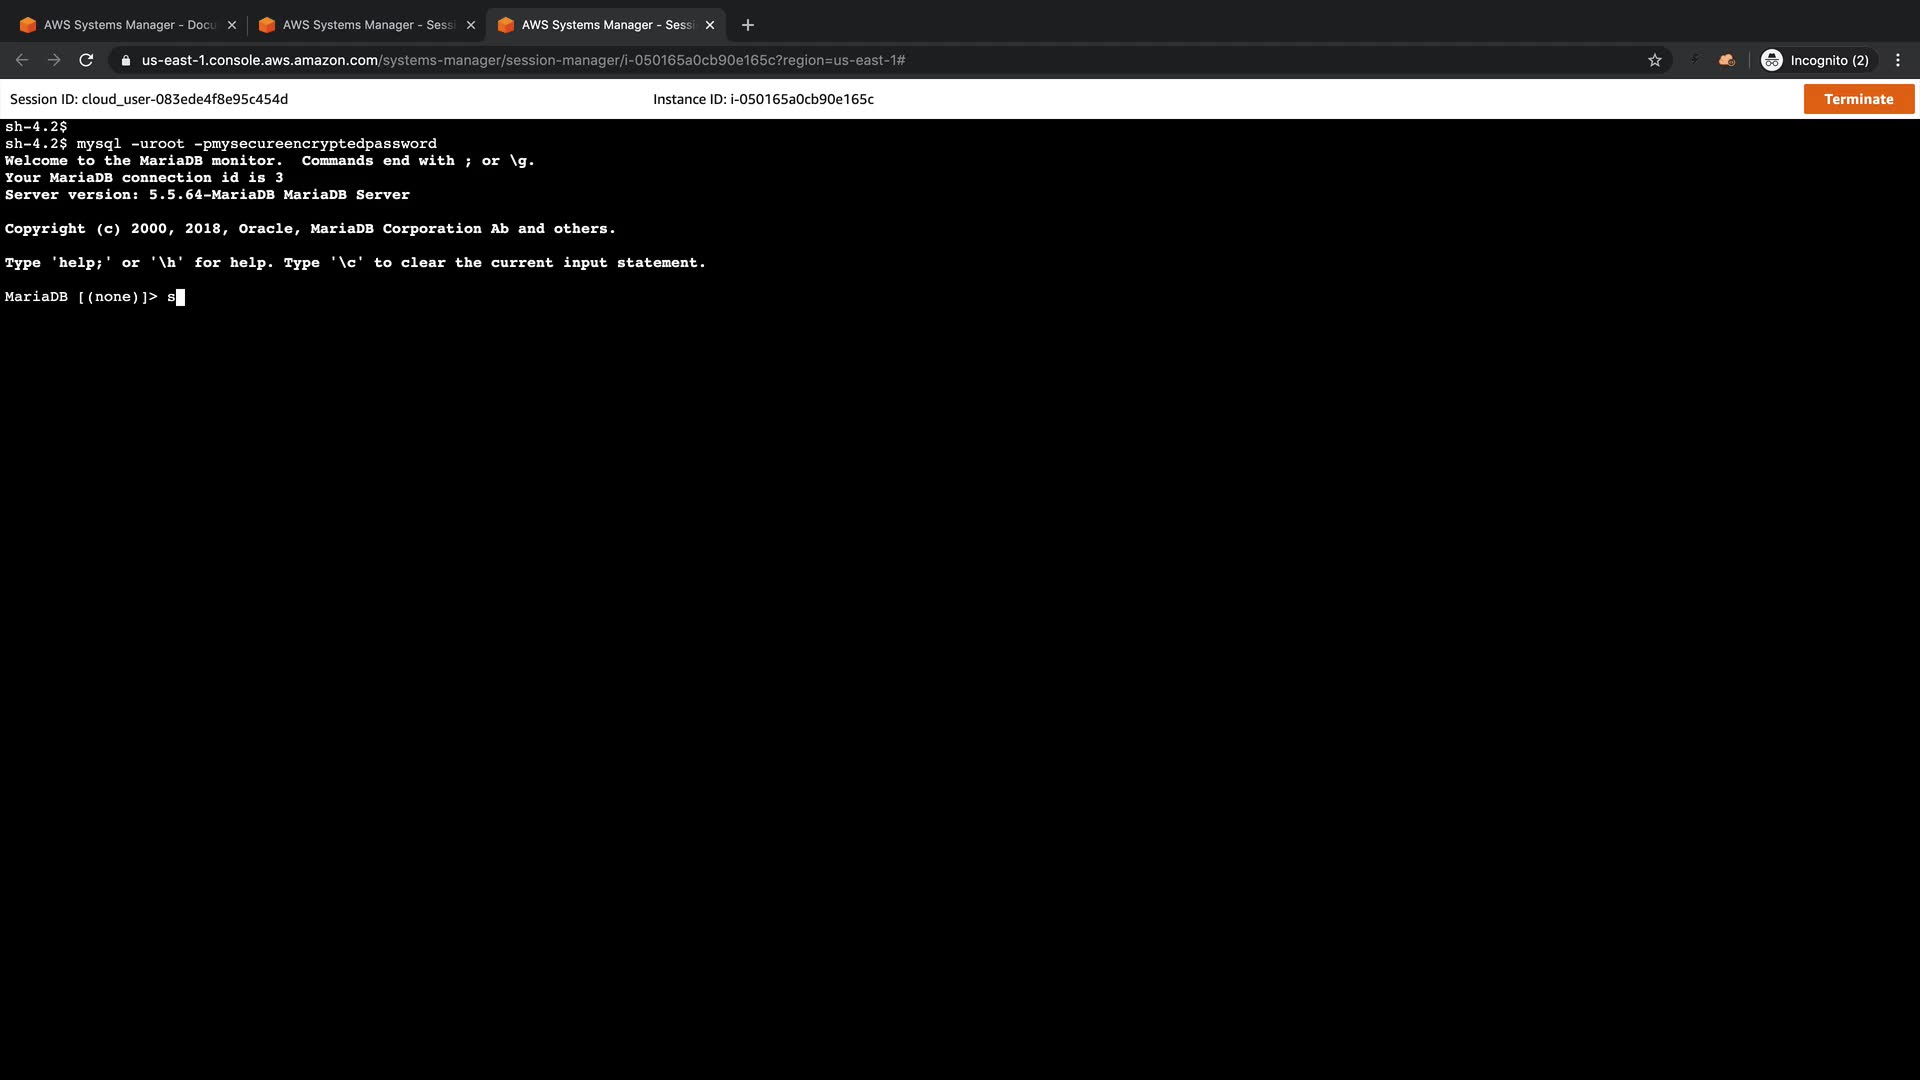 AWS Systems Manager - Docu
AWS Systems Manager - Sessi
AWS Systems Manager - Sessi
us-east-1.console.aws.amazon.com/systems-manager/session-manager/i-050165a0cb90e165c?region=us-east-1#
Incognito (2)
Session ID: cloud_user-083ede4f8e95c454d
Instance ID: i-050165a0cb90e165c
Terminate
sh-4.2$
sh-4.2$ mysql -uroot -pmysecureencryptedpassword
Welcome to the MariaDB monitor.  Commands end with ; or \g.
Your MariaDB connection id is 3
Server version: 5.5.64-MariaDB MariaDB Server
Copyright (c) 2000, 2018, Oracle, MariaDB Corporation Ab and others.
Type 'help;' or '\h' for help. Type '\c' to clear the current input statement.
MariaDB [(none)]> s